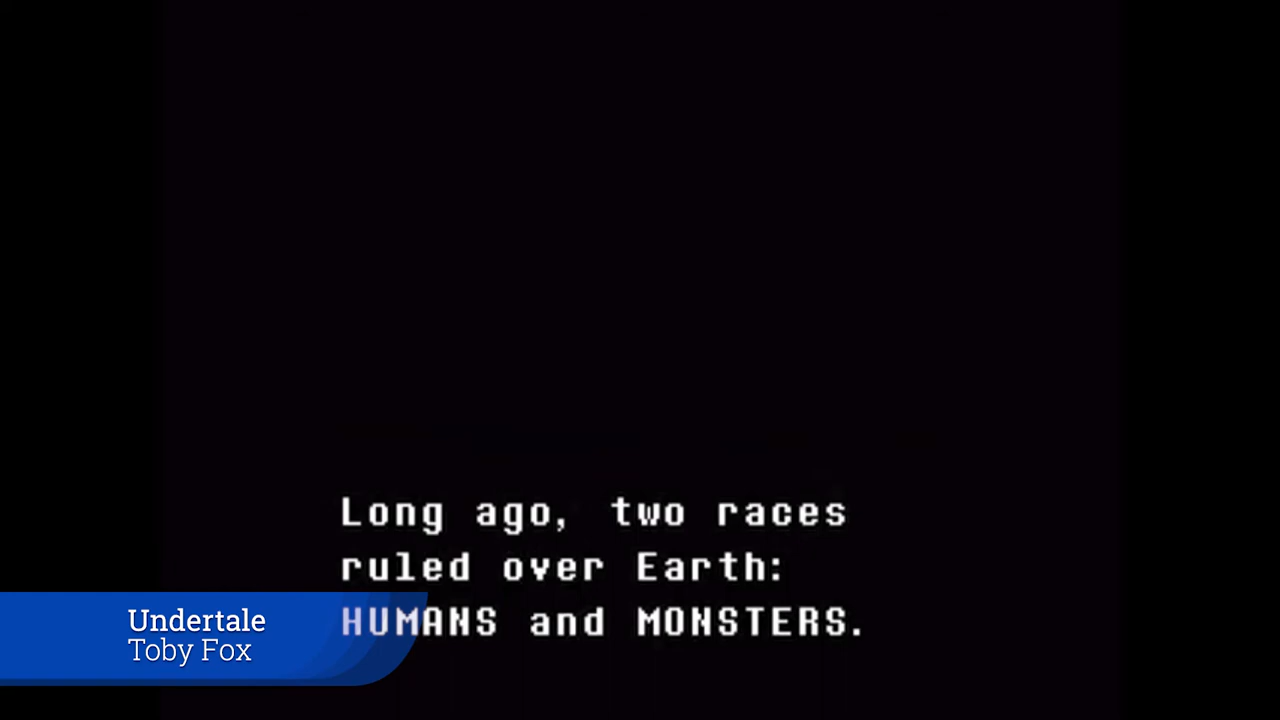 Long ago, two races
ruled over Earth:
HUMANS and MONSTERS.
Undertale
Toby Fox